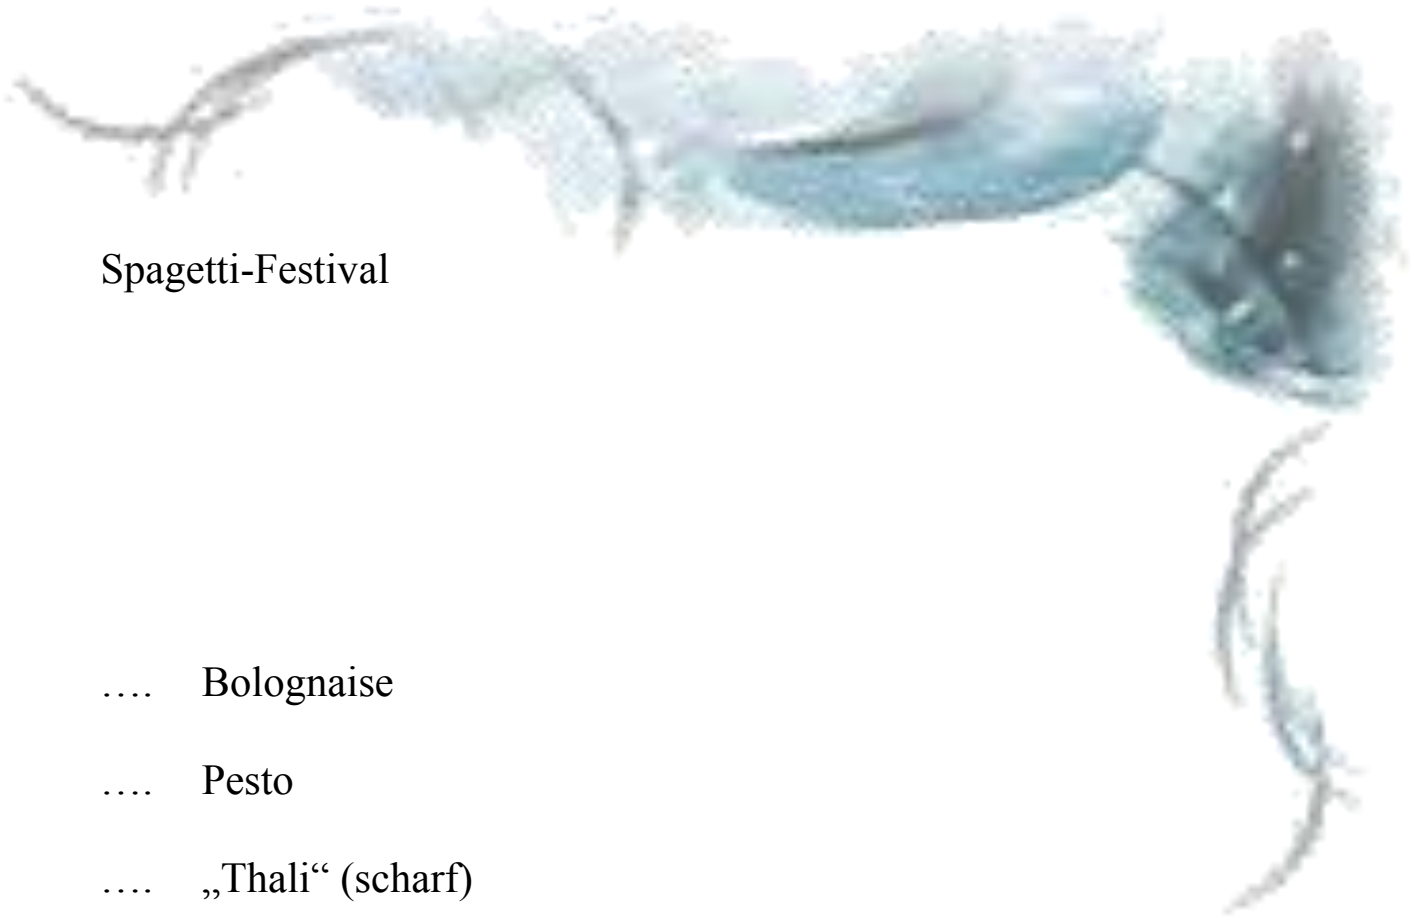 Spagetti-Festival
…. Bolognaise
…. Pesto
…. „Thali“ (scharf)